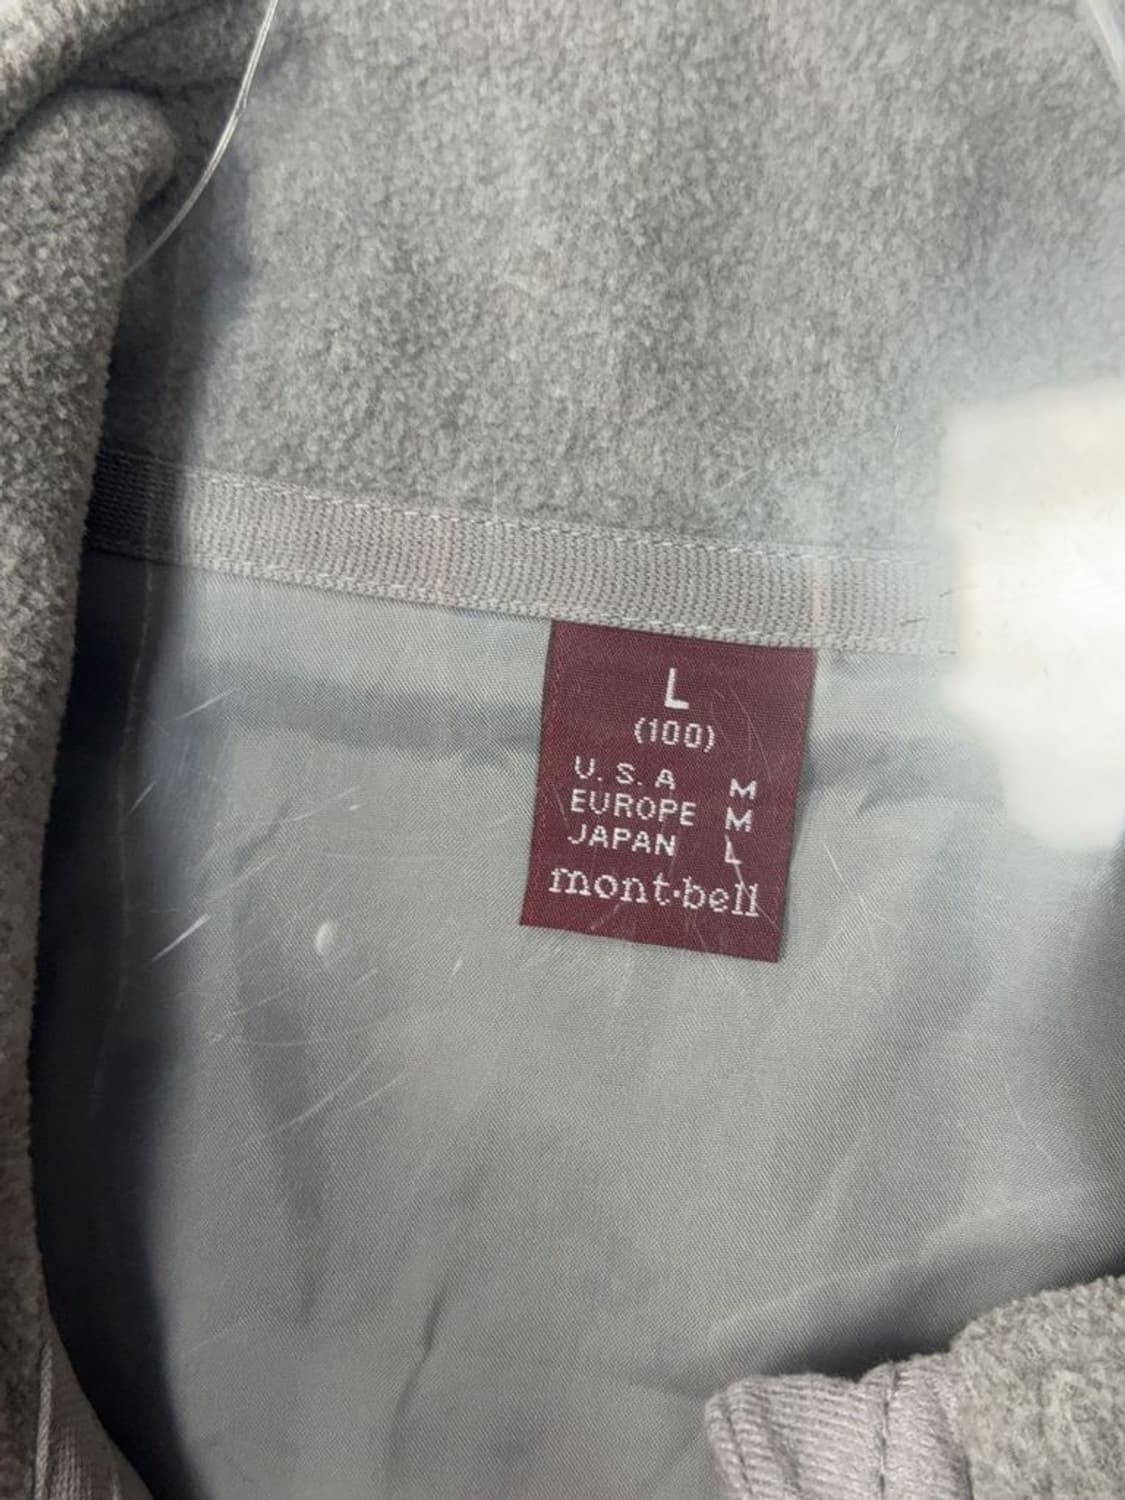 L
(100)
U.S.A M
EUROPE M
JAPAN L
mont·bell